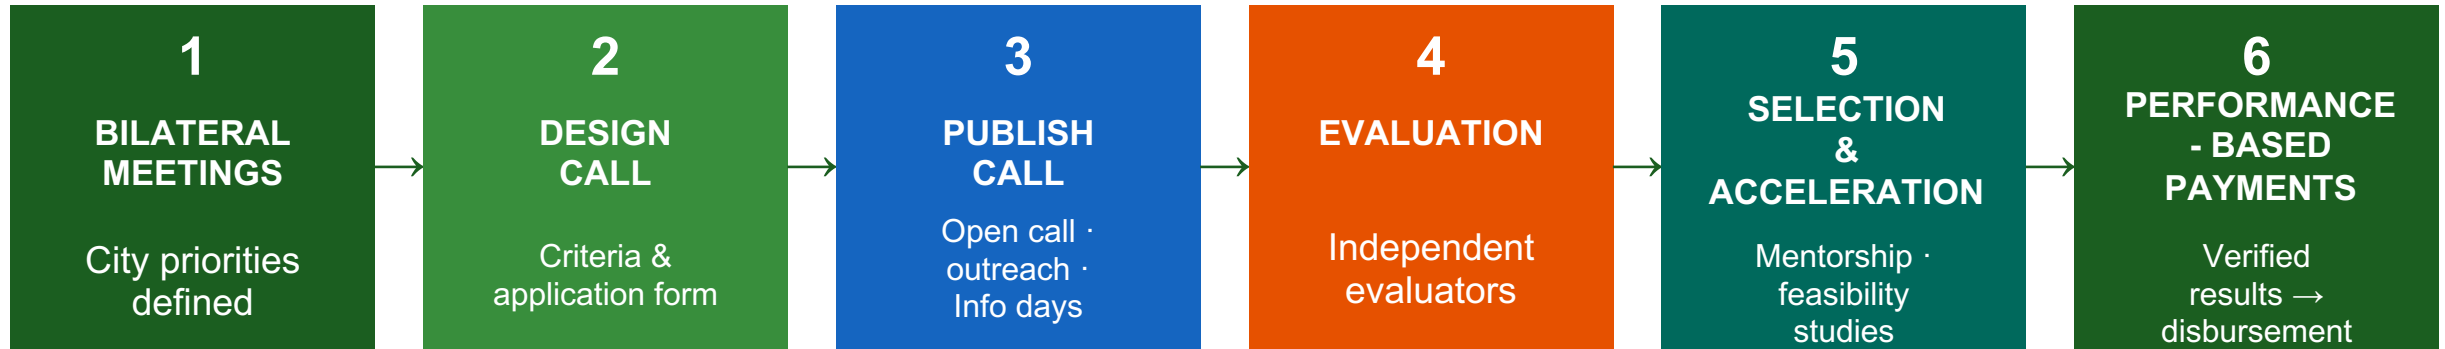 1
BILATERAL
MEETINGS
City priorities
defined
2
DESIGN
CALL
Criteria &
application form
3
PUBLISH
CALL
Open call ·
outreach ·
Info days
4
EVALUATION
Independent
evaluators
5
SELECTION
&
ACCELERATION
Mentorship ·
feasibility
studies
6
PERFORMANCE
- BASED
PAYMENTS
Verified
results →
disbursement